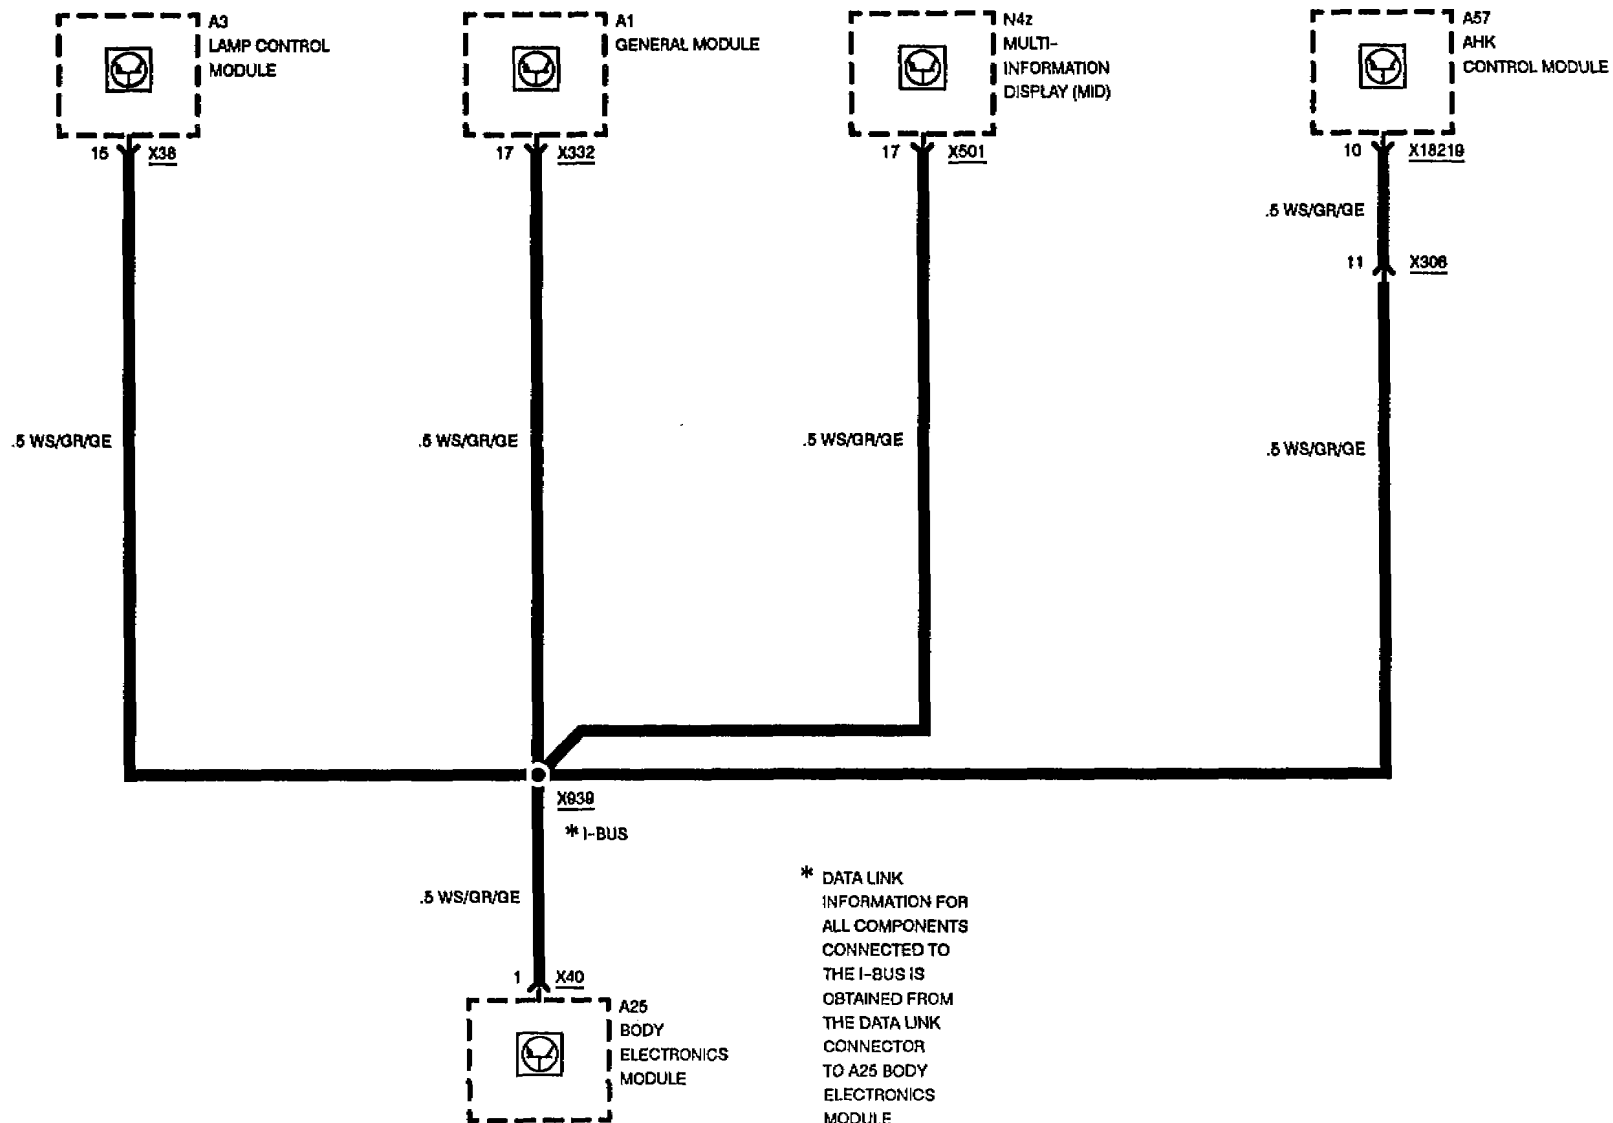 A3
LAMP CONTROL
MODULE
A1
GENERAL MODULE
N4z
MULTI-
INFORMATION
DISPLAY (MID)
A57
AHK
CONTROL MODULE
15 X38
17 X332
17 X501
10 X18219
.5 WS/GR/GE
11 X306
.5 WS/GR/GE
.5 WS/GR/GE
.5 WS/GR/GE
.5 WS/GR/GE
X939
* I-BUS
.5 WS/GR/GE
1 X40
A25
BODY
ELECTRONICS
MODULE
* DATA LINK
INFORMATION FOR
ALL COMPONENTS
CONNECTED TO
THE I-BUS IS
OBTAINED FROM
THE DATA LINK
CONNECTOR
TO A25 BODY
ELECTRONICS
MODULE